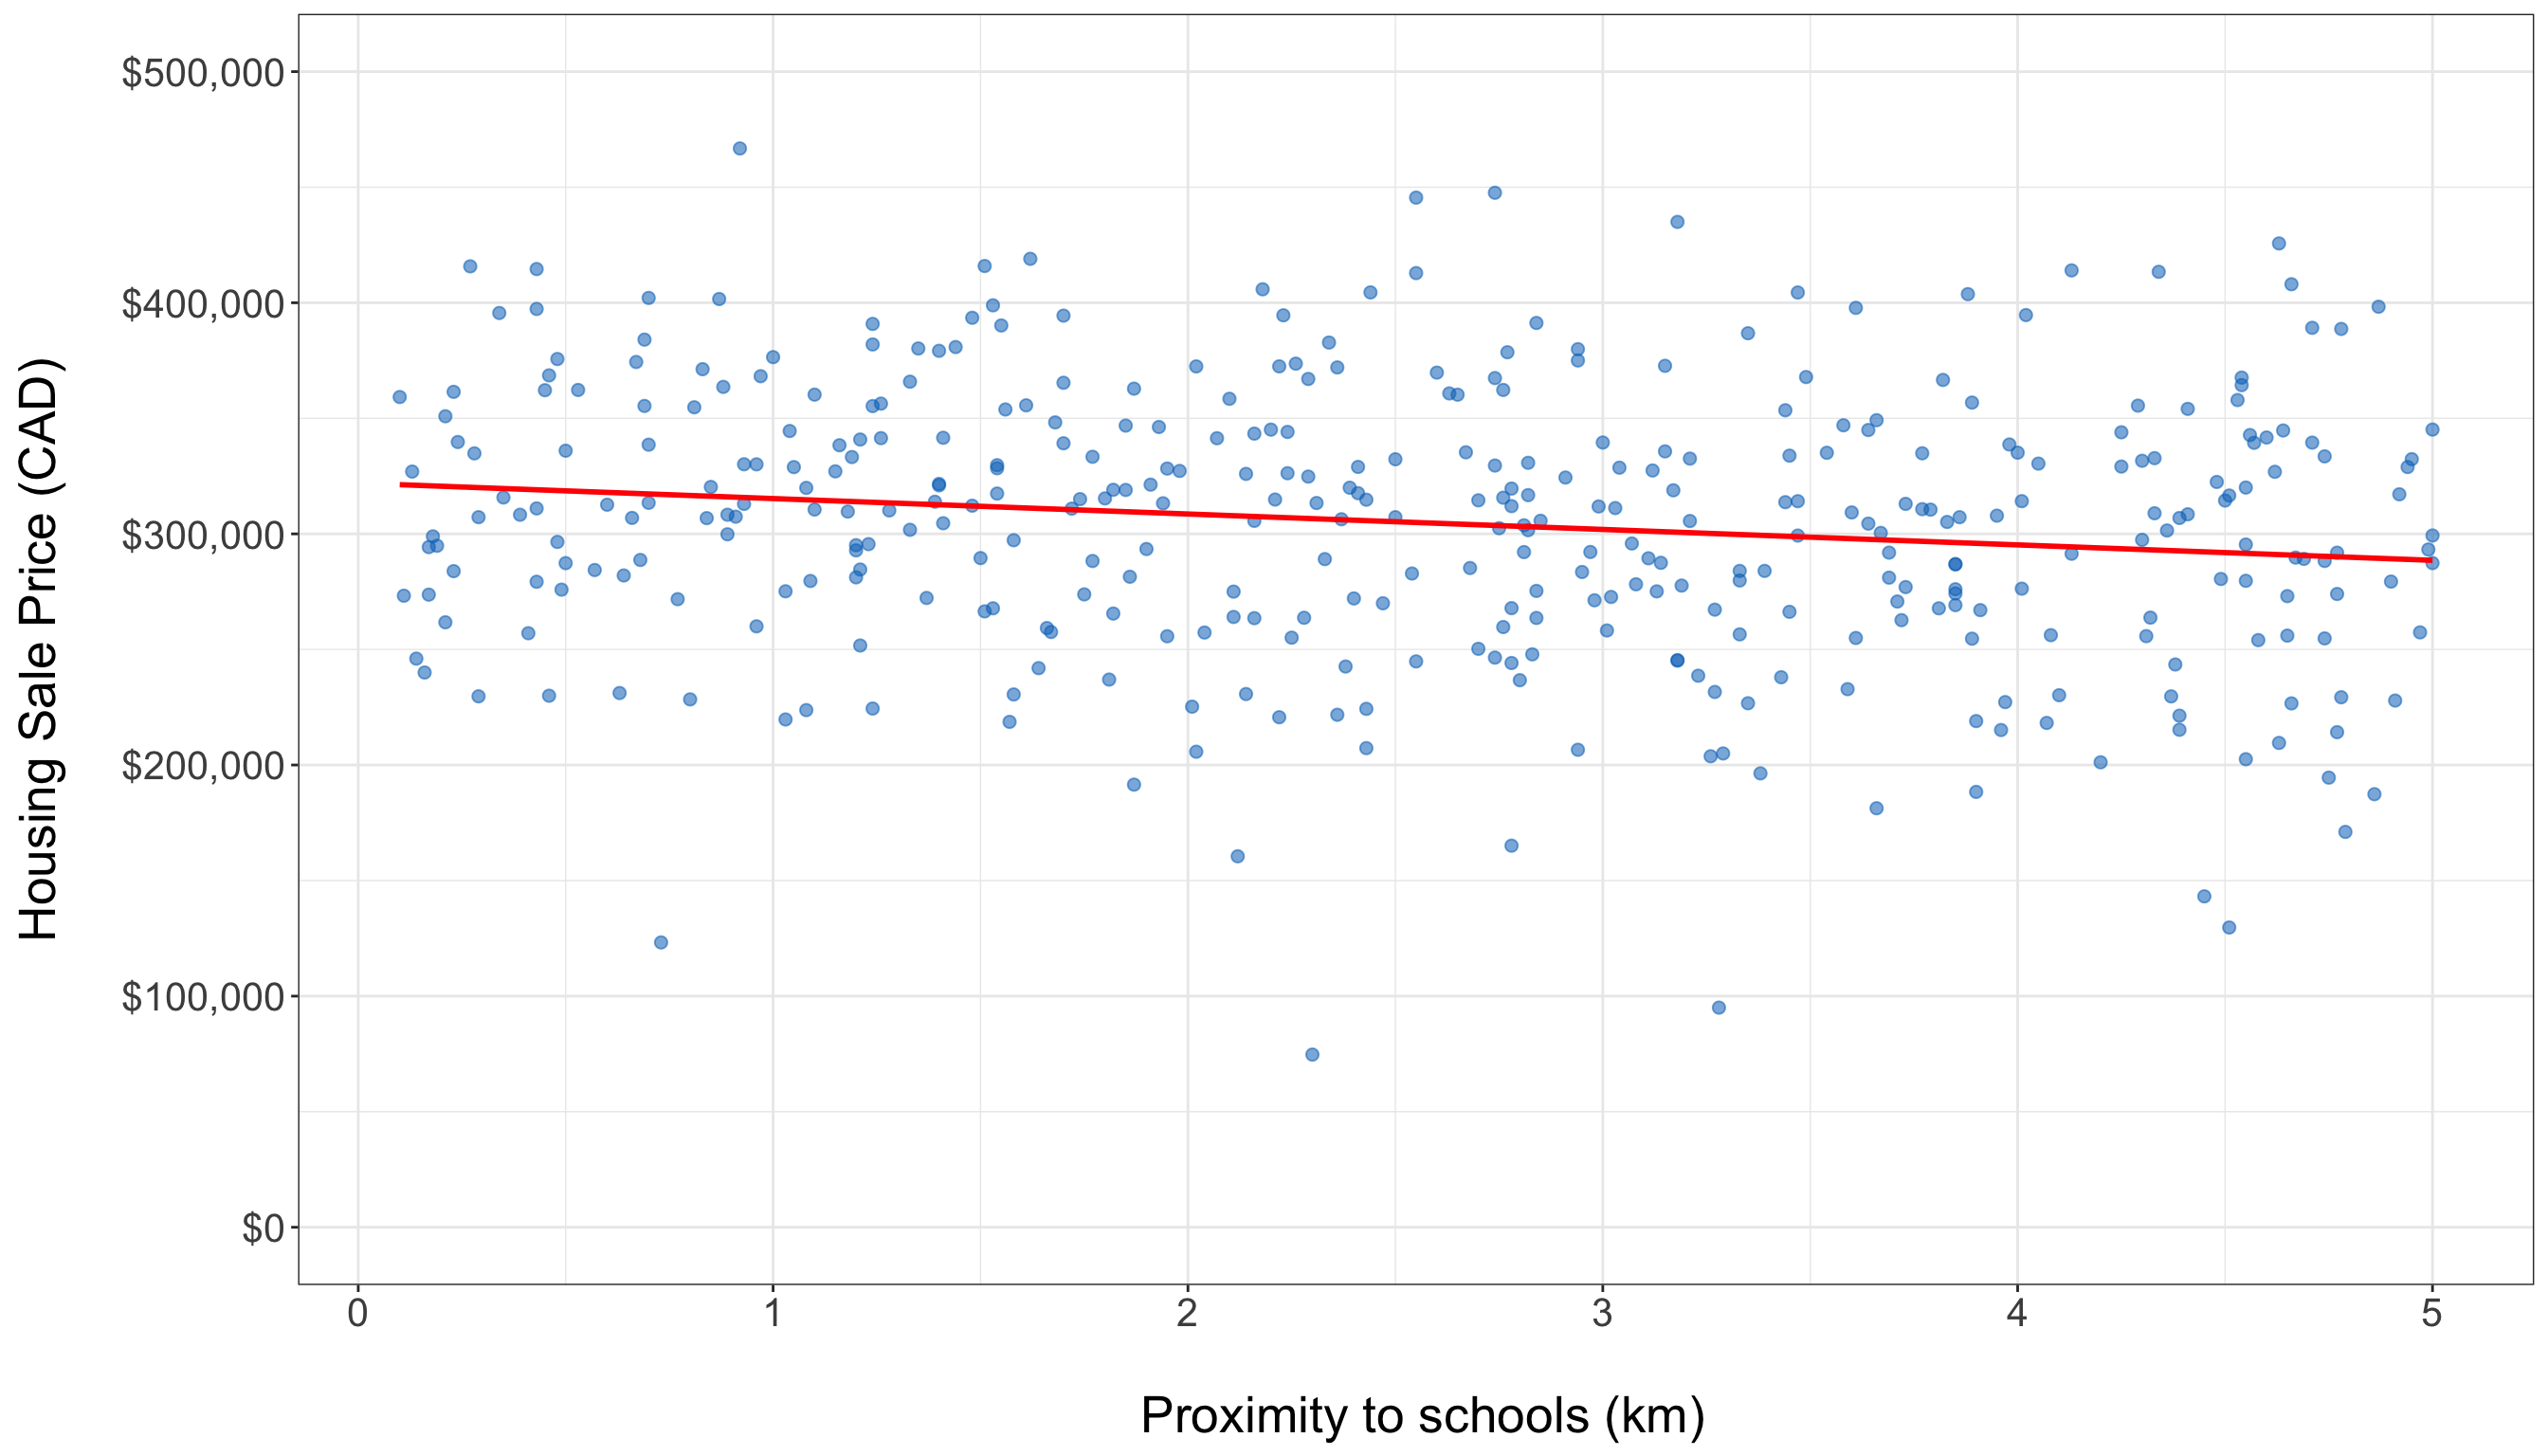 Housing Sale Price (CAD)
$500,000
$400,000
$300,000
$200,000
$100,000
$0
0 1 2 3 4 5
Proximity to schools (km)